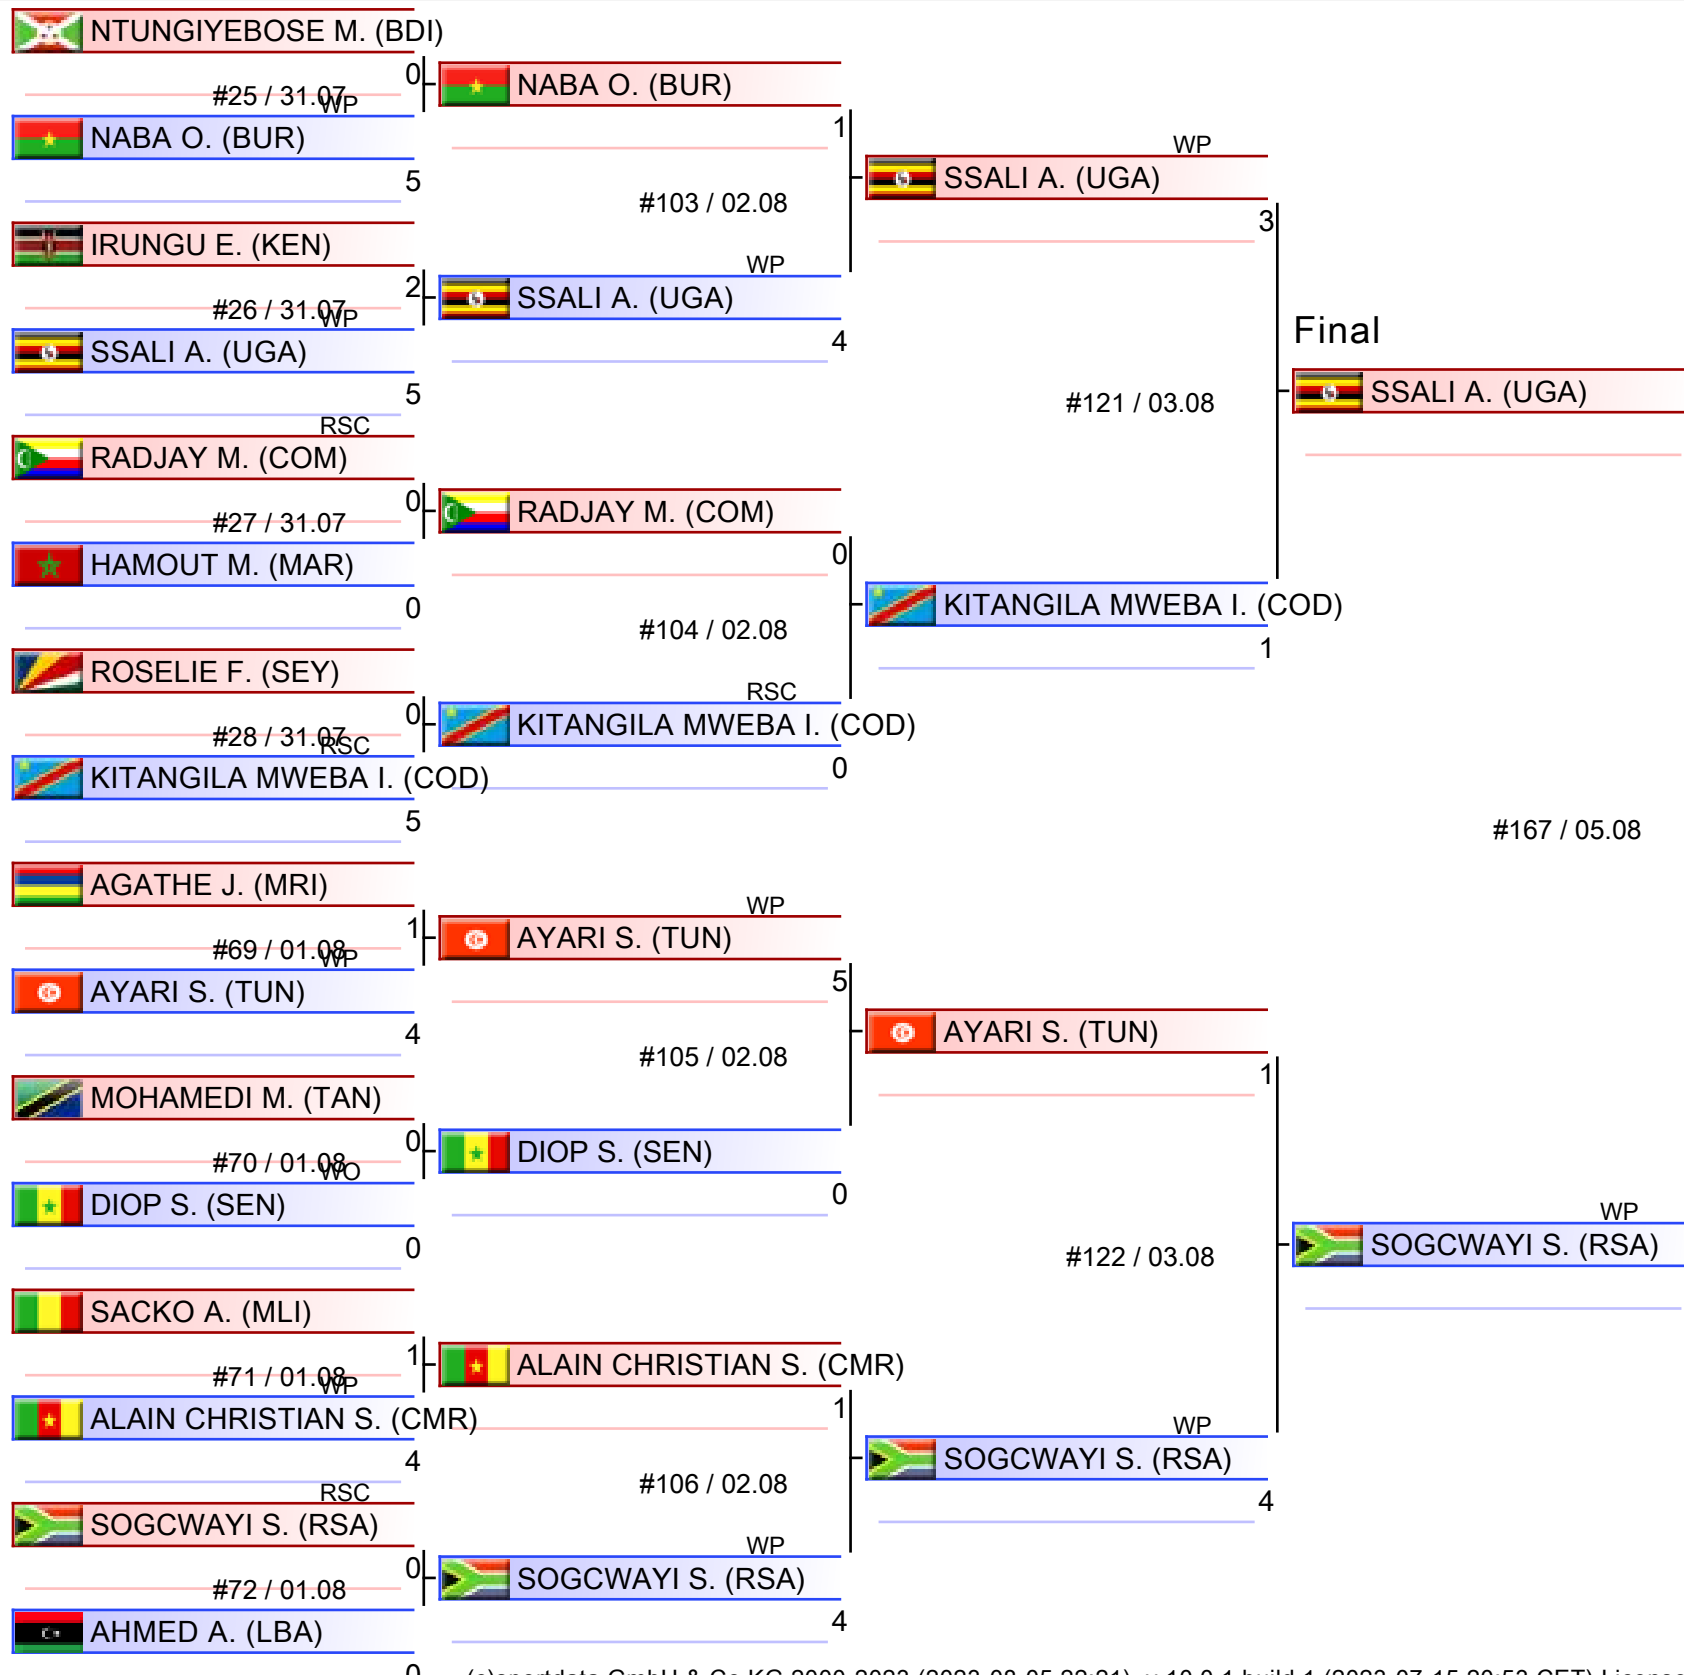 NTUNGIYEBOSE M. (BDI)
0
#25 / 31.07
WP
NABA O. (BUR)
5
IRUNGU E. (KEN)
2
#26 / 31.07
WP
SSALI A. (UGA)
5
RSC
RADJAY M. (COM)
0
#27 / 31.07
HAMOUT M. (MAR)
0
ROSELIE F. (SEY)
0
#28 / 31.07
RSC
KITANGILA MWEBA I. (COD)
5
AGATHE J. (MRI)
1
#69 / 01.08
WP
AYARI S. (TUN)
4
MOHAMEDI M. (TAN)
0
#70 / 01.08
WO
DIOP S. (SEN)
0
SACKO A. (MLI)
1
#71 / 01.08
WP
ALAIN CHRISTIAN S. (CMR)
4
RSC
SOGCWAYI S. (RSA)
0
#72 / 01.08
AHMED A. (LBA)
0
NABA O. (BUR)
1
#103 / 02.08
WP
SSALI A. (UGA)
4
RADJAY M. (COM)
0
#104 / 02.08
RSC
KITANGILA MWEBA I. (COD)
0
WP
AYARI S. (TUN)
5
#105 / 02.08
DIOP S. (SEN)
0
ALAIN CHRISTIAN S. (CMR)
1
#106 / 02.08
WP
SOGCWAYI S. (RSA)
4
WP
SSALI A. (UGA)
3
#121 / 03.08
KITANGILA MWEBA I. (COD)
1
AYARI S. (TUN)
1
#122 / 03.08
WP
SOGCWAYI S. (RSA)
4
Final
SSALI A. (UGA)
#167 / 05.08
WP
SOGCWAYI S. (RSA)